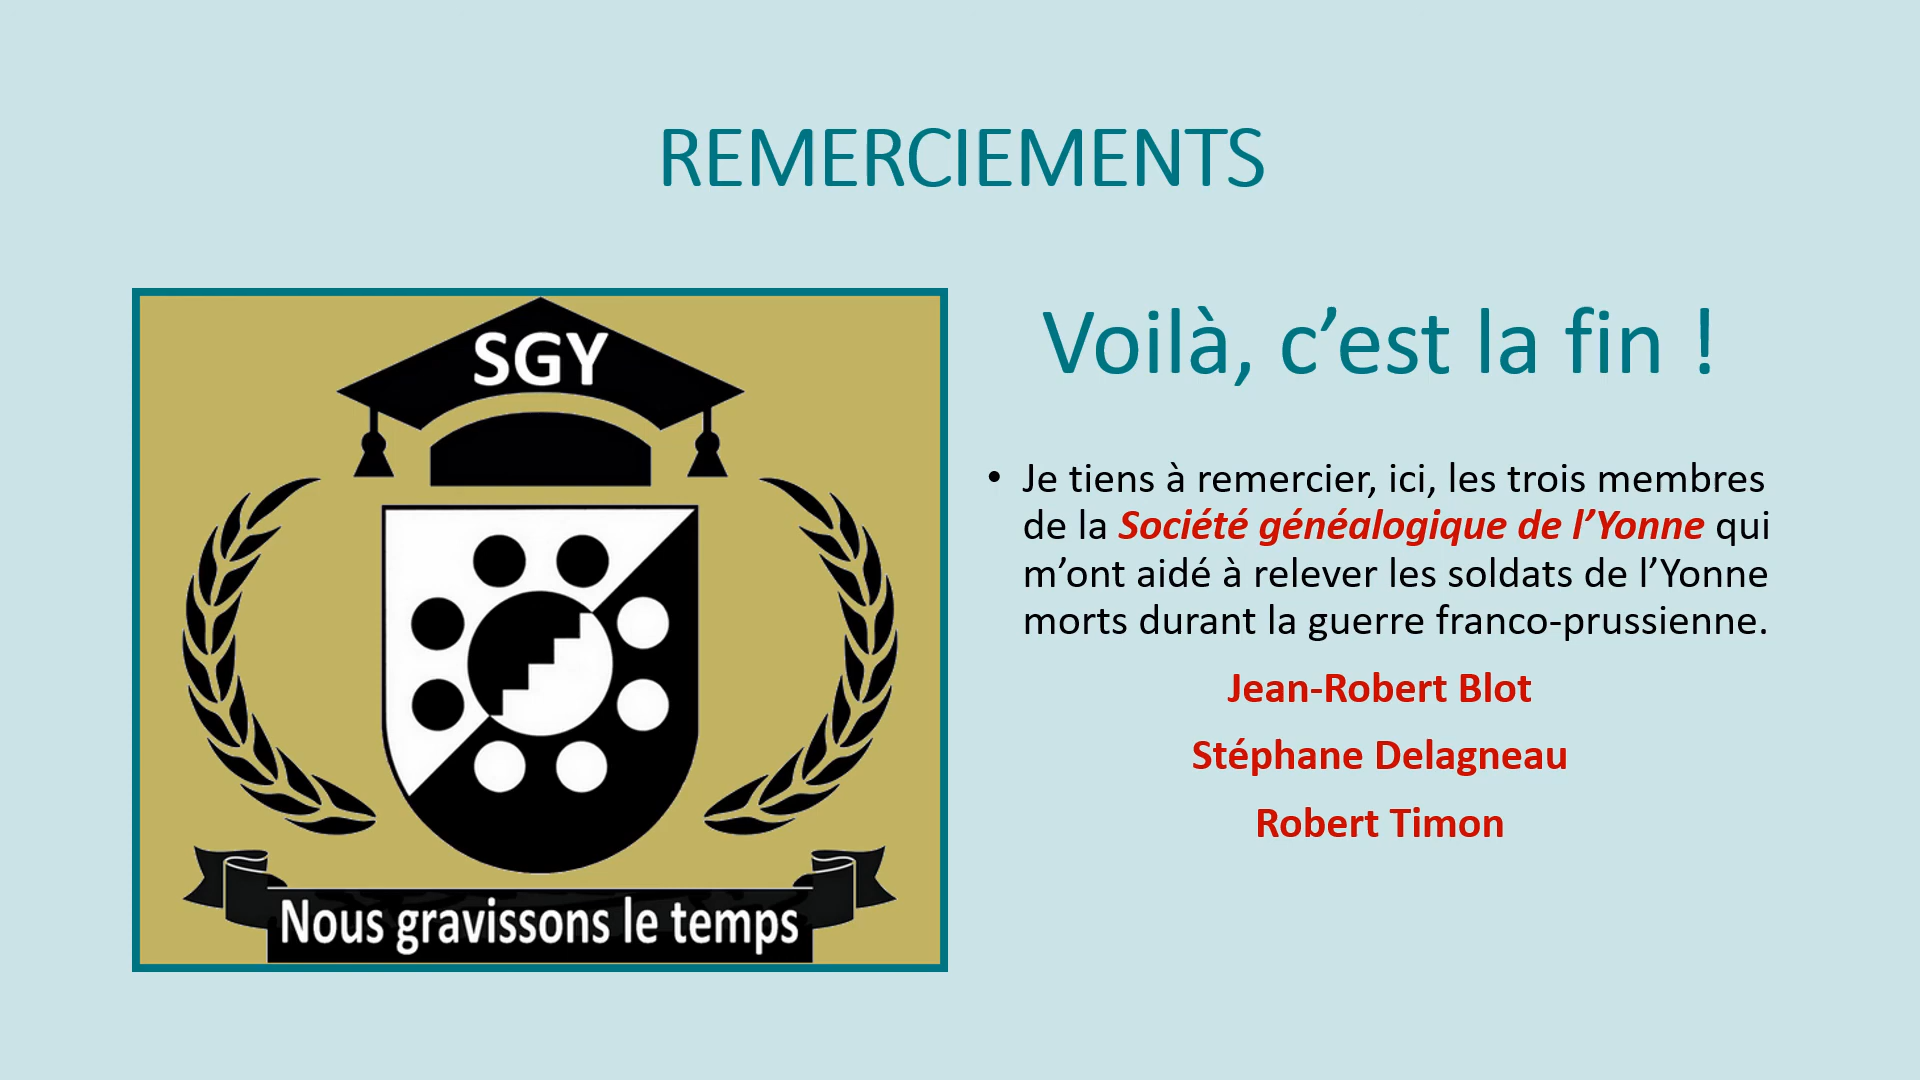 REMERCIEMENTS
SGY
Nous gravissons le temps
Voilà, c’est la fin !
• Je tiens à remercier, ici, les trois membres
de la Société généalogique de l’Yonne qui
m’ont aidé à relever les soldats de l’Yonne
morts durant la guerre franco-prussienne.
Jean-Robert Blot
Stéphane Delagneau
Robert Timon